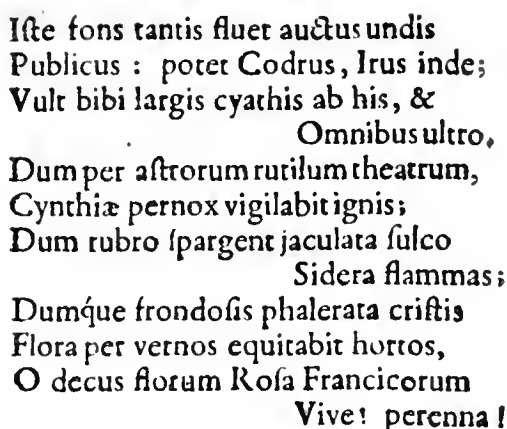 Iſte fons tantis fluet auctus undis
Publicus : potet Codrus, Irus inde;
Vult bibi largis cyathis ab his, &
Omnibus ultro,
Dum per aſtrorum rutilum theatrum,
Cynthiæ pernox vigilabit ignis;
Dum rubro ſpargent jaculata ſulco
Sidera flammas;
Dumq́ue frondoſis phalerata criſtis
Flora per vernos equitabit hortos,
O decus florum Roſa Francicorum
Vive! perenna!